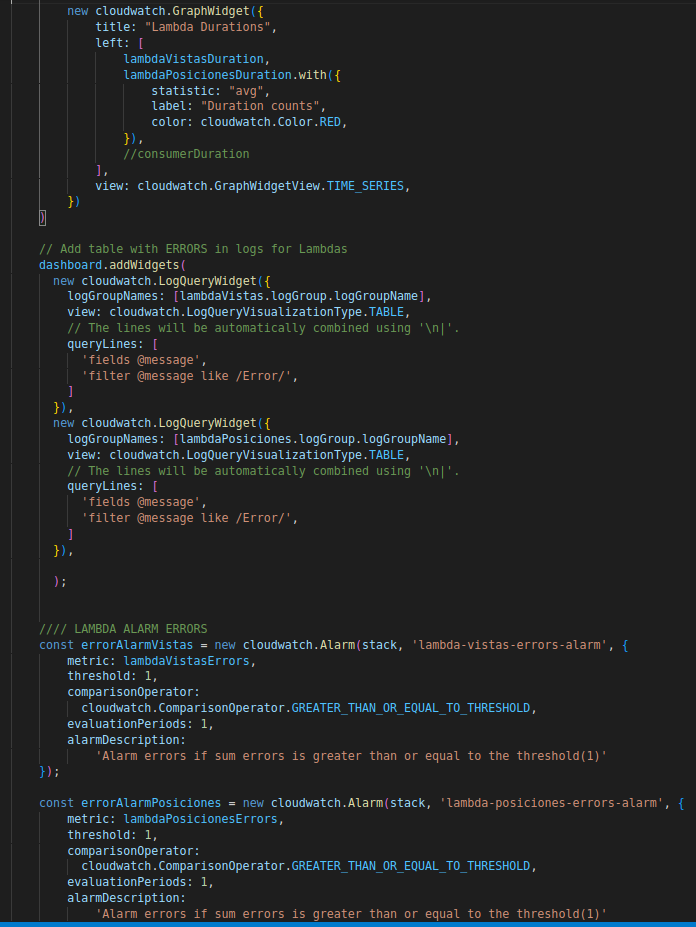 new cloudwatch.GraphWidget({
title: "Lambda Durations",
left: [
lambdaVistasDuration,
lambdaPosicionesDuration.with({
statistic: "avg",
label: "Duration counts",
color: cloudwatch.Color.RED,
}),
//consumerDuration
],
view: cloudwatch.GraphWidgetView.TIME_SERIES,
})
)
// Add table with ERRORS in logs for Lambdas
dashboard.addWidgets(
new cloudwatch.LogQueryWidget({
logGroupNames: [lambdaVistas.logGroup.logGroupName],
view: cloudwatch.LogQueryVisualizationType.TABLE,
// The lines will be automatically combined using '\n|'.
queryLines: [
'fields @message',
'filter @message like /Error/',
]
}),
new cloudwatch.LogQueryWidget({
logGroupNames: [lambdaPosiciones.logGroup.logGroupName],
view: cloudwatch.LogQueryVisualizationType.TABLE,
// The lines will be automatically combined using '\n|'.
queryLines: [
'fields @message',
'filter @message like /Error/',
]
}),
);
//// LAMBDA ALARM ERRORS
const errorAlarmVistas = new cloudwatch.Alarm(stack, 'lambda-vistas-errors-alarm', {
metric: lambdaVistasErrors,
threshold: 1,
comparisonOperator:
cloudwatch.ComparisonOperator.GREATER_THAN_OR_EQUAL_TO_THRESHOLD,
evaluationPeriods: 1,
alarmDescription:
'Alarm errors if sum errors is greater than or equal to the threshold(1)'
});
const errorAlarmPosiciones = new cloudwatch.Alarm(stack, 'lambda-posiciones-errors-alarm', {
metric: lambdaPosicionesErrors,
threshold: 1,
comparisonOperator:
cloudwatch.ComparisonOperator.GREATER_THAN_OR_EQUAL_TO_THRESHOLD,
evaluationPeriods: 1,
alarmDescription:
'Alarm errors if sum errors is greater than or equal to the threshold(1)'